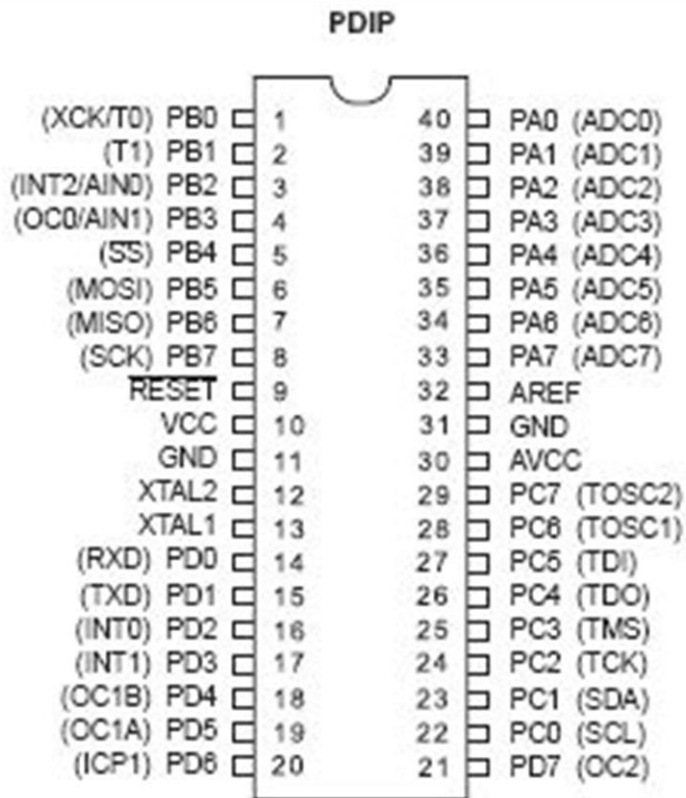 PDIP
(XCK/T0) PB0 1 40 PA0 (ADC0)
(T1) PB1 2 39 PA1 (ADC1)
(INT2/AIN0) PB2 3 38 PA2 (ADC2)
(OC0/AIN1) PB3 4 37 PA3 (ADC3)
(S̅S̅) PB4 5 36 PA4 (ADC4)
(MOSI) PB5 6 35 PA5 (ADC5)
(MISO) PB6 7 34 PA6 (ADC6)
(SCK) PB7 8 33 PA7 (ADC7)
R̅E̅S̅E̅T̅ 9 32 AREF
VCC 10 31 GND
GND 11 30 AVCC
XTAL2 12 29 PC7 (TOSC2)
XTAL1 13 28 PC6 (TOSC1)
(RXD) PD0 14 27 PC5 (TDI)
(TXD) PD1 15 26 PC4 (TDO)
(INT0) PD2 16 25 PC3 (TMS)
(INT1) PD3 17 24 PC2 (TCK)
(OC1B) PD4 18 23 PC1 (SDA)
(OC1A) PD5 19 22 PC0 (SCL)
(ICP1) PD6 20 21 PD7 (OC2)